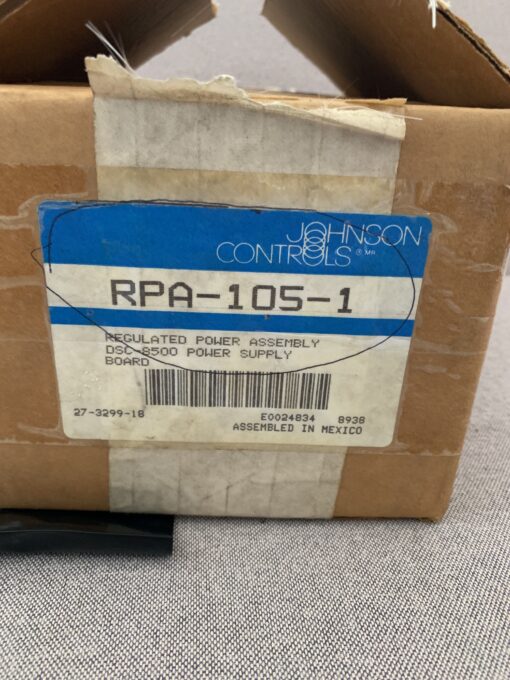 JOHNSON
CONTROLS ® MR
RPA-105-1
REGULATED POWER ASSEMBLY
DSC-8500 POWER SUPPLY
BOARD
27-3299-18 E0024834 8938
ASSEMBLED IN MEXICO